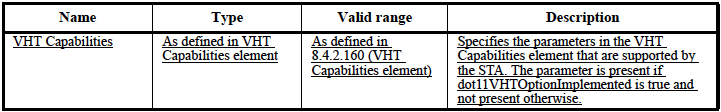 Name Type Valid range Description
VHT Capabilities As defined in VHT As defined in Specifies the parameters in the VHT
Capabilities element 8.4.2.160 (VHT Capabilities element that are supported by
Capabilities element) the STA. The parameter is present if
dot11VHTOptionImplemented is true and
not present otherwise.